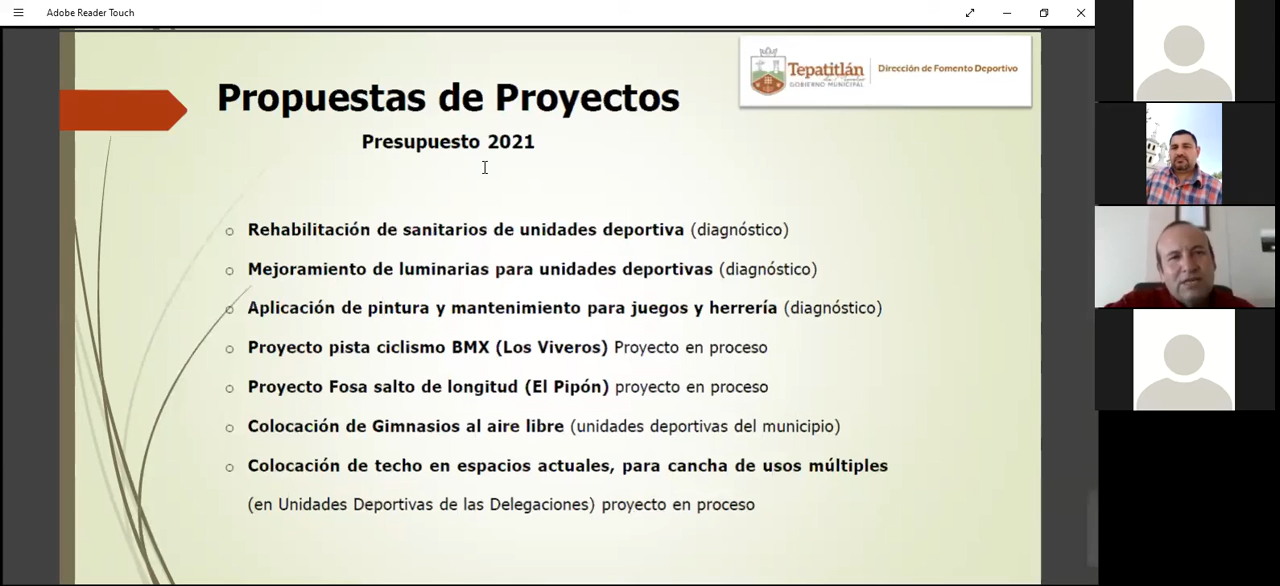 Adobe Reader Touch
Tepatitlán
de Morelos
GOBIERNO MUNICIPAL
Dirección de Fomento Deportivo
Propuestas de Proyectos
Presupuesto 2021
Rehabilitación de sanitarios de unidades deportiva (diagnóstico)
Mejoramiento de luminarias para unidades deportivas (diagnóstico)
Aplicación de pintura y mantenimiento para juegos y herrería (diagnóstico)
Proyecto pista ciclismo BMX (Los Viveros) Proyecto en proceso
Proyecto Fosa salto de longitud (El Pipón) proyecto en proceso
Colocación de Gimnasios al aire libre (unidades deportivas del municipio)
Colocación de techo en espacios actuales, para cancha de usos múltiples
(en Unidades Deportivas de las Delegaciones) proyecto en proceso